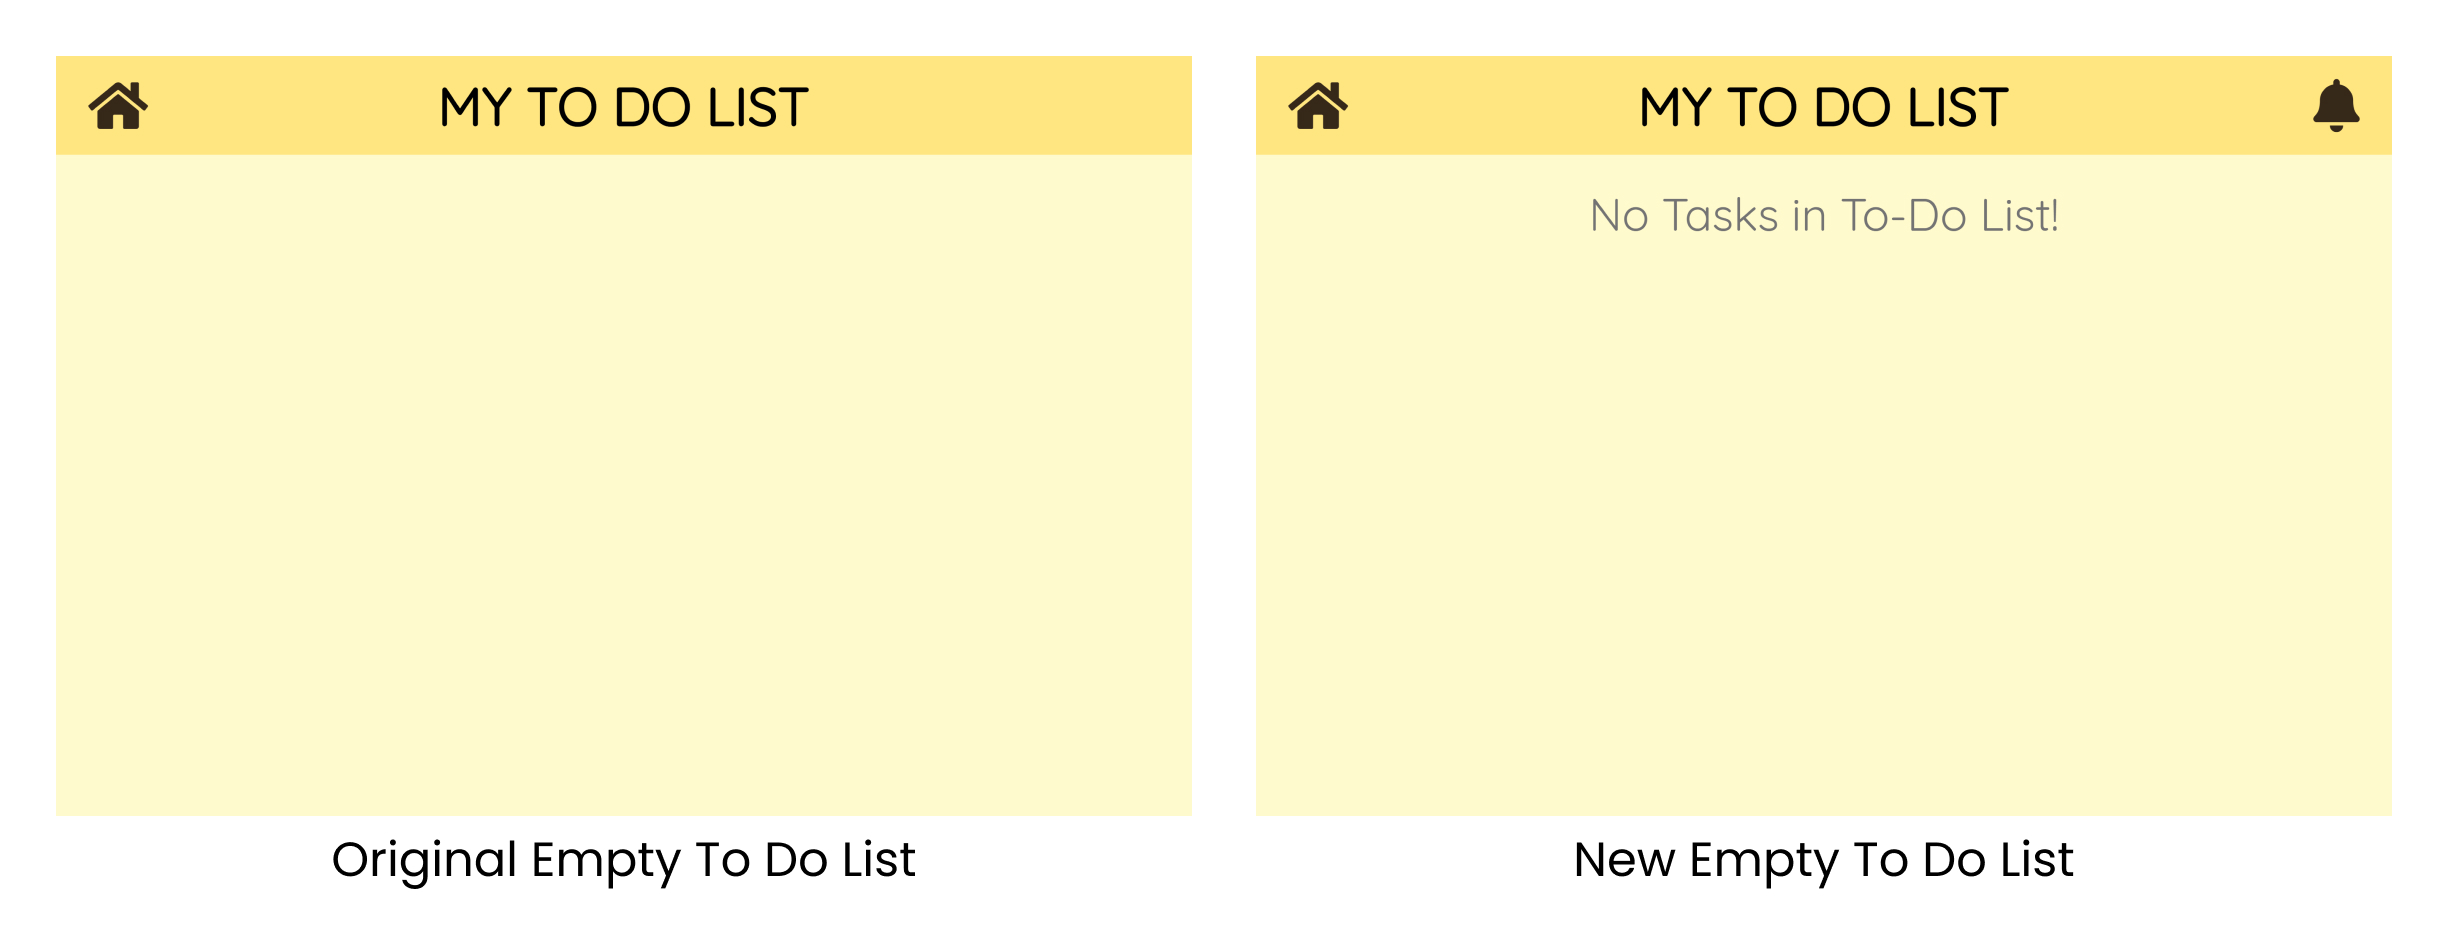 MY TO DO LIST
Original Empty To Do List
MY TO DO LIST
No Tasks in To-Do List!
New Empty To Do List